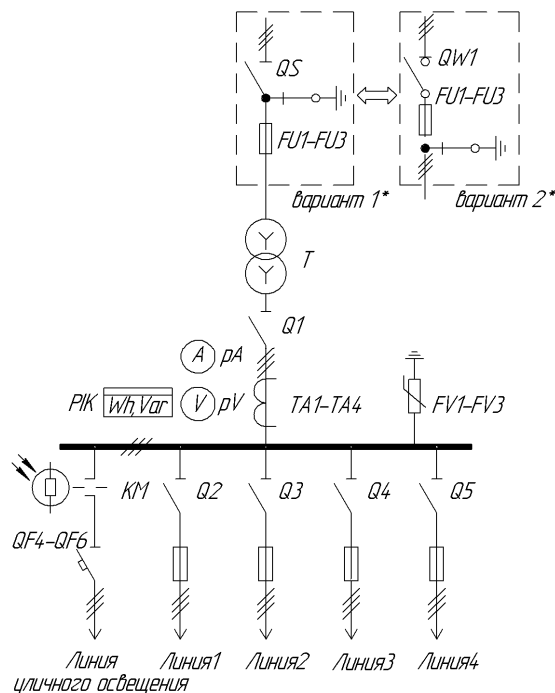 QS
QW1
FU1-FU3
FU1-FU3
вариант 1*
вариант 2*
T
Q1
A
pA
PIK
Wh,Var
V
pV
TA1-TA4
FV1-FV3
KM
Q2
Q3
Q4
Q5
QF4-QF6
Линия
уличного освещения
Линия1
Линия2
Линия3
Линия4